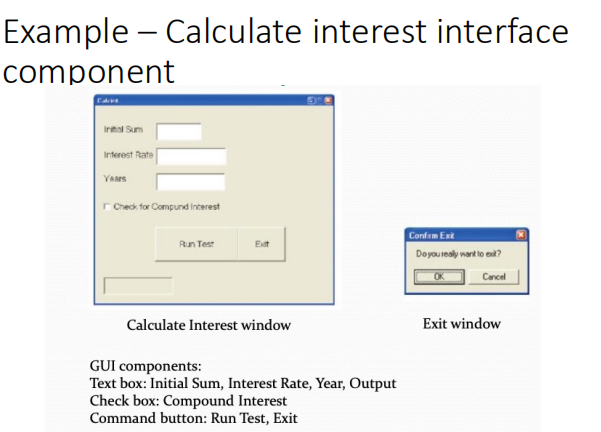 Example – Calculate interest interface
component
CalcInt
Initial Sum
Interest Rate
Years
Check for Compund Interest
Run Test
Exit
Confirm Exit
Do you really want to exit?
OK
Cancel
Calculate Interest window
Exit window
GUI components:
Text box: Initial Sum, Interest Rate, Year, Output
Check box: Compound Interest
Command button: Run Test, Exit